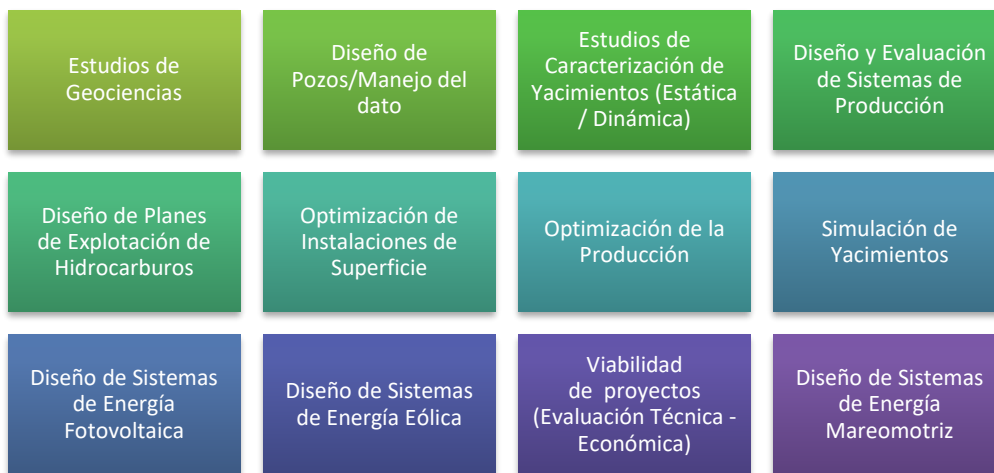 Estudios de
Geociencias
Diseño de
Pozos/Manejo del
dato
Estudios de
Caracterización de
Yacimientos (Estática
/ Dinámica)
Diseño y Evaluación
de Sistemas de
Producción
Diseño de Planes
de Explotación de
Hidrocarburos
Optimización de
Instalaciones de
Superficie
Optimización de la
Producción
Simulación de
Yacimientos
Diseño de Sistemas
de Energía
Fotovoltaica
Diseño de Sistemas
de Energía Eólica
Viabilidad
de proyectos
(Evaluación Técnica -
Económica)
Diseño de Sistemas
de Energía
Mareomotriz